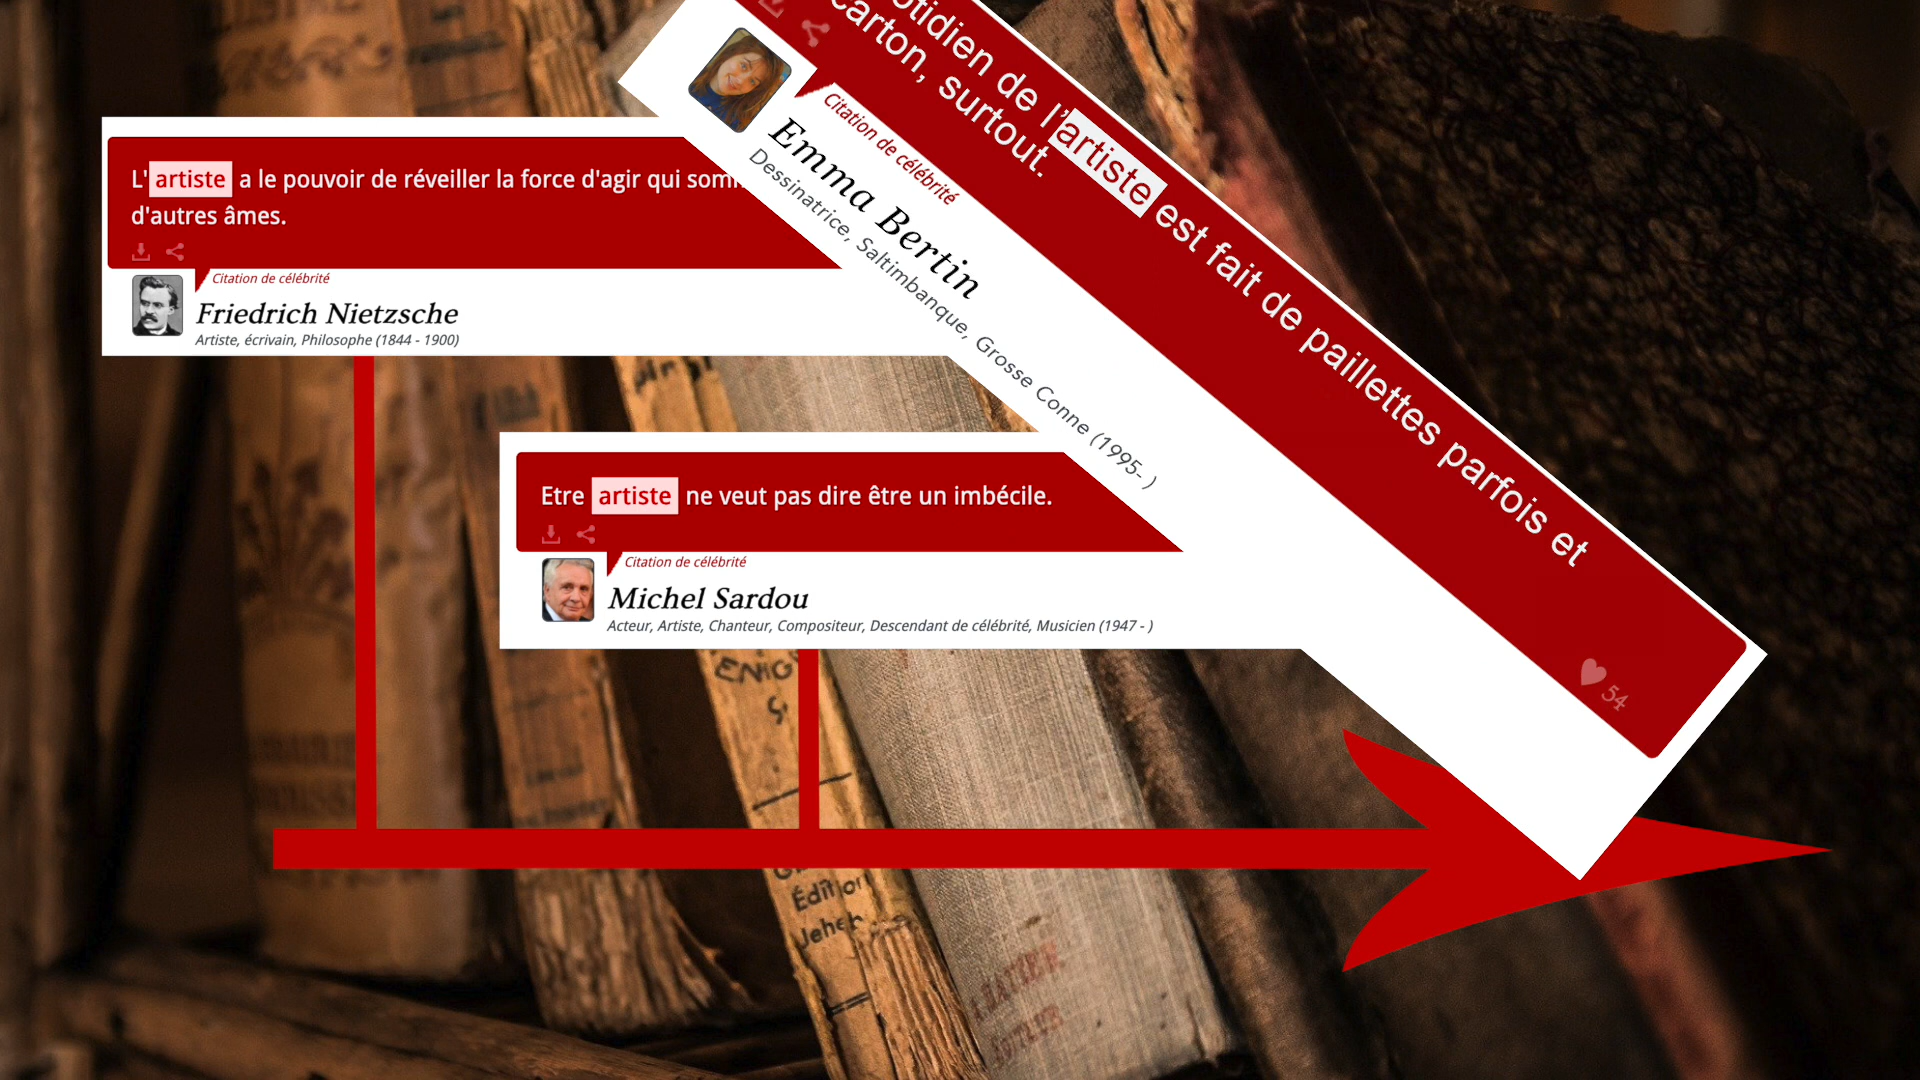 L'artiste a le pouvoir de réveiller la force d'agir qui
d'autres âmes.
Citation de célébrité
Friedrich Nietzsche
Artiste, écrivain, Philosophe (1844 - 1900)
Etre artiste ne veut pas dire être un imbécile.
Citation de célébrité
Michel Sardou
Acteur, Artiste, Chanteur, Compositeur, Descendant de célébrité, Musicien (1947 - )
de l'artiste est fait de paillettes parfois et
carton, surtout.
Citation de célébrité
Emma Bertin
Dessinatrice, Saltimbanque, Grosse Conne (1995- )
54
Édition